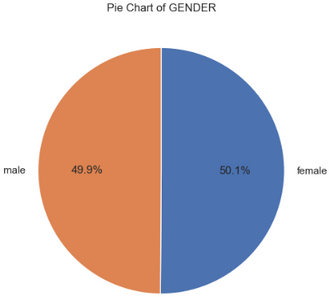 Pie Chart of GENDER
male
49.9%
50.1%
female